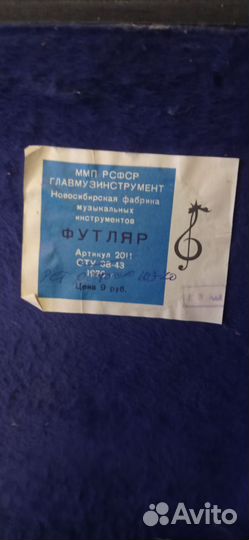 ММП РСФСР
ГЛАВМУЗИНСТРУМЕНТ
Новосибирская фабрика
музыкальных
инструментов
ФУТЛЯР
Артикул 2011
СТУ 38-43
Цена 9 руб.
Avito